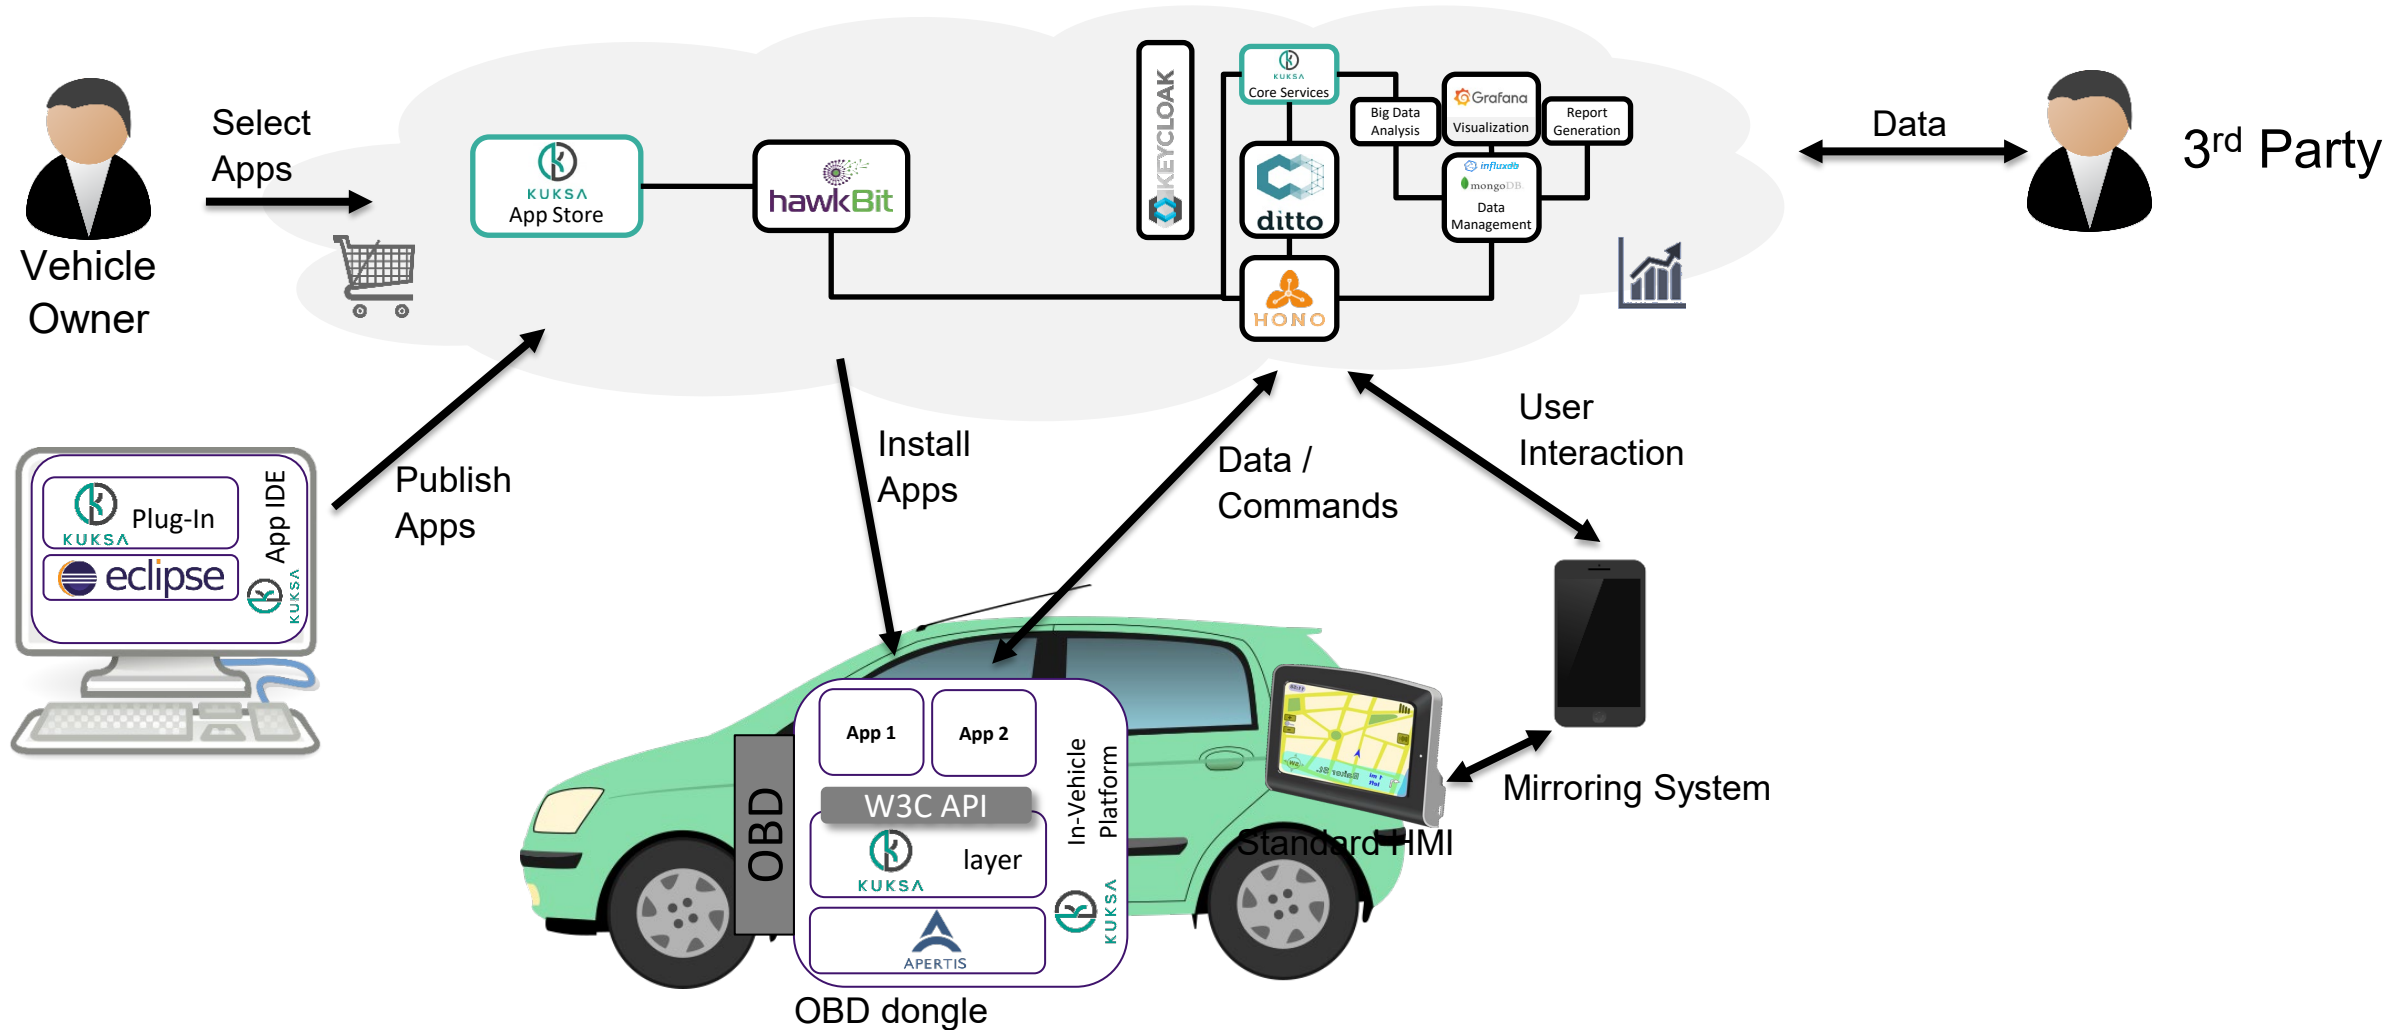 Select
Apps
Vehicle
Owner
KUKSA
App Store
hawkBit
KEYCLOAK
KUKSA
Core Services
ditto
HONO
Big Data
Analysis
Grafana
Visualization
Report
Generation
influxdb
mongoDB
Data
Management
Data
3rd Party
KUKSA
Plug-In
eclipse
App IDE
KUKSA
Publish
Apps
Install
Apps
Data /
Commands
User
Interaction
Mirroring System
Standard HMI
OBD
App 1
App 2
W3C API
KUKSA
layer
APERTIS
In-Vehicle
Platform
KUKSA
OBD dongle